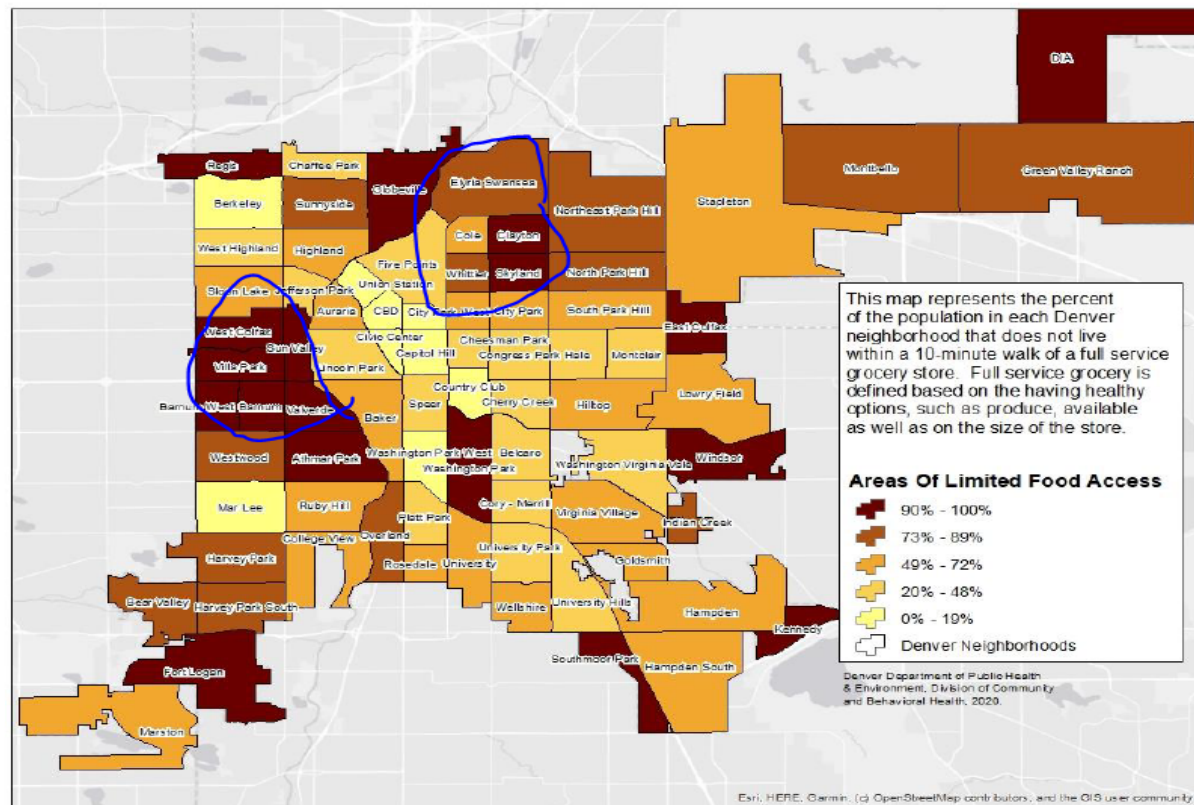 DIA
Regis
Chaffee Park
Globeville
Elyria Swansea
Montbello
Green Valley Ranch
Berkeley
Sunnyside
Northeast Park Hill
Stapleton
West Highland
Highland
Cole
Clayton
Five Points
Whittier
Skyland
North Park Hill
Sloan Lake
Jefferson Park
Union Station
Auraria
CBD
City Park West
City Park
South Park Hill
West Colfax
Sun Valley
Civic Center
Cheesman Park
East Colfax
Villa Park
Lincoln Park
Capitol Hill
Congress Park
Hale
Montclair
Barnum
West Barnum
Valverde
Baker
Speer
Country Club
Cherry Creek
Hilltop
Lowry Field
Westwood
Athmar Park
Washington Park West
Washington Park
Belcaro
Washington Virginia Vale
Windsor
Mar Lee
Ruby Hill
Platt Park
Cory - Merrill
Virginia Village
Indian Creek
College View
Overland
Harvey Park
Rosedale
University
University Park
Goldsmith
Bear Valley
Harvey Park South
Wellshire
University Hills
Hampden
Kennedy
Fort Logan
Southmoor Park
Hampden South
Marston
This map represents the percent
of the population in each Denver
neighborhood that does not live
within a 10-minute walk of a full service
grocery store. Full service grocery is
defined based on the having healthy
options, such as produce, available
as well as on the size of the store.
Areas Of Limited Food Access
90% - 100%
73% - 89%
49% - 72%
20% - 48%
0% - 19%
Denver Neighborhoods
Denver Department of Public Health
& Environment, Division of Community
and Behavioral Health, 2020.
Esri, HERE, Garmin, (c) OpenStreetMap contributors, and the GIS user community